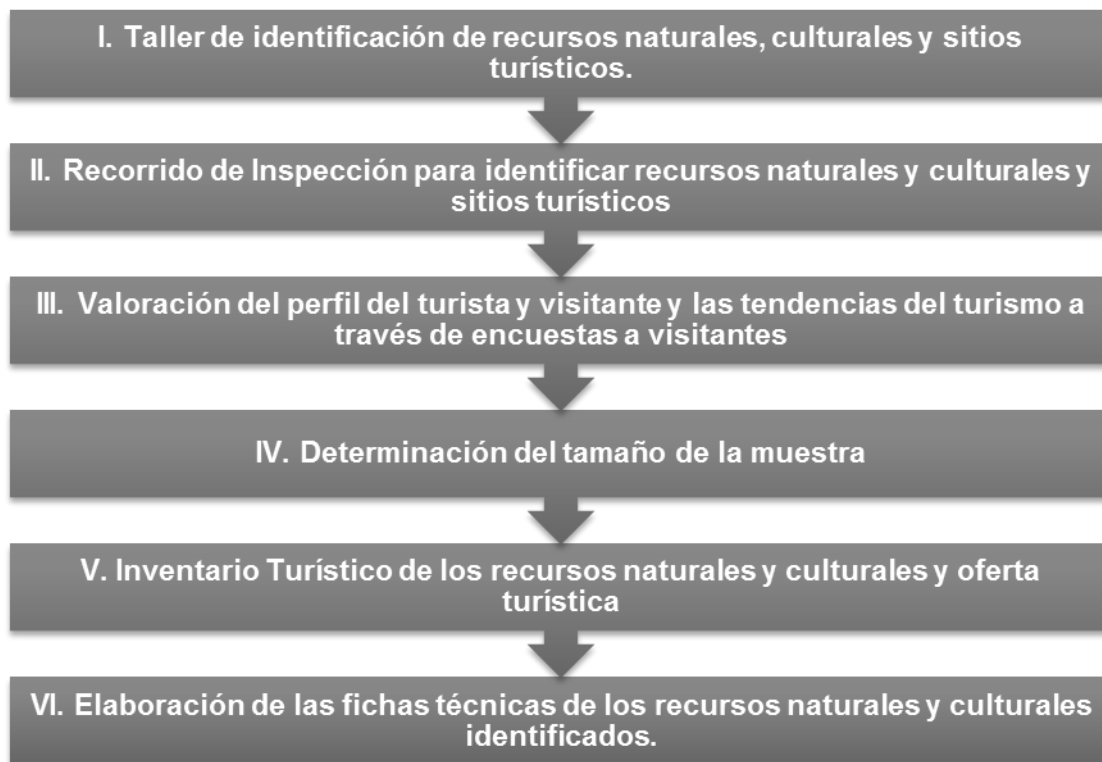 I. Taller de identificación de recursos naturales, culturales y sitios
turísticos.
II. Recorrido de Inspección para identificar recursos naturales y culturales y
sitios turísticos
III. Valoración del perfil del turista y visitante y las tendencias del turismo a
través de encuestas a visitantes
IV. Determinación del tamaño de la muestra
V. Inventario Turístico de los recursos naturales y culturales y oferta
turística
VI. Elaboración de las fichas técnicas de los recursos naturales y culturales
identificados.